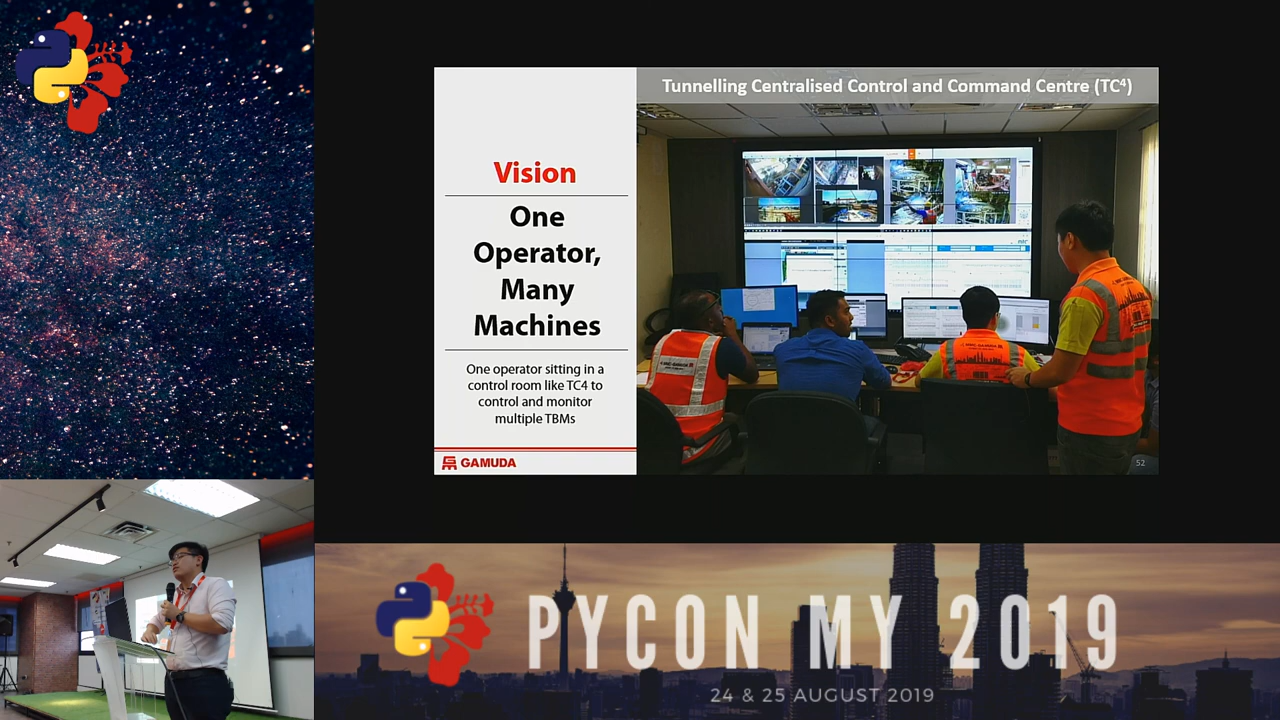 Tunnelling Centralised Control and Command Centre (TC⁴)
Vision
One
Operator,
Many
Machines
One operator sitting in a
control room like TC4 to
control and monitor
multiple TBMs
GAMUDA
52
PYCON MY 2019
24 & 25 AUGUST 2019